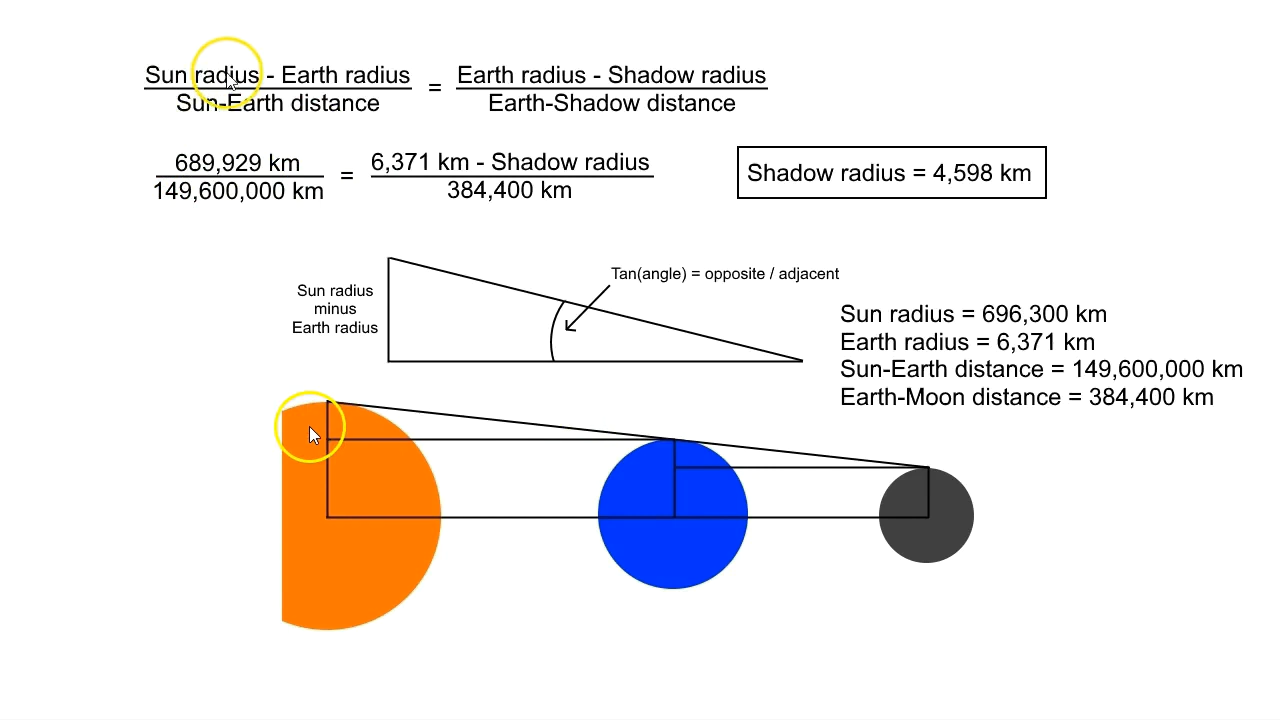 Sun radius - Earth radius = Earth radius - Shadow radius
Sun-Earth distance Earth-Shadow distance
689,929 km = 6,371 km - Shadow radius
149,600,000 km 384,400 km
Shadow radius = 4,598 km
Tan(angle) = opposite / adjacent
Sun radius
minus
Earth radius
Sun radius = 696,300 km
Earth radius = 6,371 km
Sun-Earth distance = 149,600,000 km
Earth-Moon distance = 384,400 km